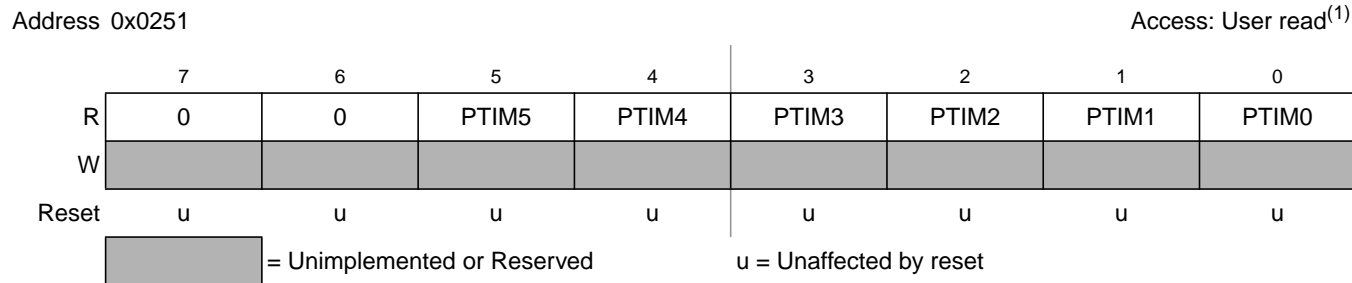 Address 0x0251 Access: User read(1)
7 6 5 4 3 2 1 0
R 0 0 PTIM5 PTIM4 PTIM3 PTIM2 PTIM1 PTIM0
W
Reset u u u u u u u u
= Unimplemented or Reserved u = Unaffected by reset